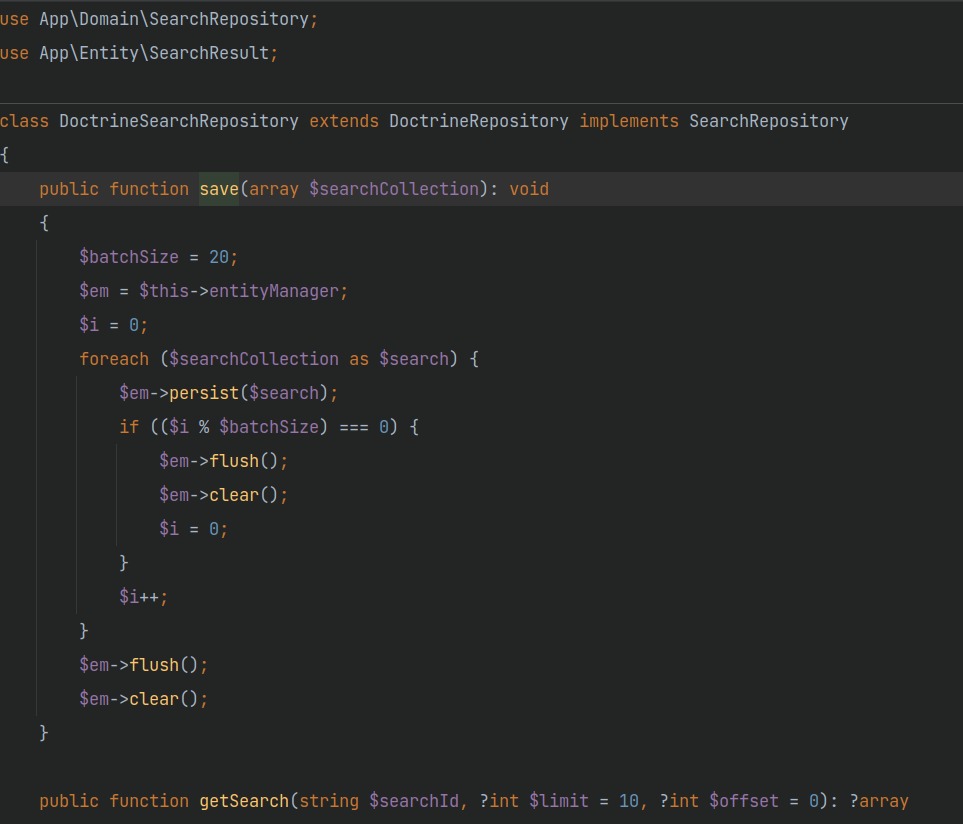 use App\Domain\SearchRepository;
use App\Entity\SearchResult;
class DoctrineSearchRepository extends DoctrineRepository implements SearchRepository
{
    public function save(array $searchCollection): void
    {
        $batchSize = 20;
        $em = $this->entityManager;
        $i = 0;
        foreach ($searchCollection as $search) {
            $em->persist($search);
            if (($i % $batchSize) === 0) {
                $em->flush();
                $em->clear();
                $i = 0;
            }
            $i++;
        }
        $em->flush();
        $em->clear();
    }
    public function getSearch(string $searchId, ?int $limit = 10, ?int $offset = 0): ?array